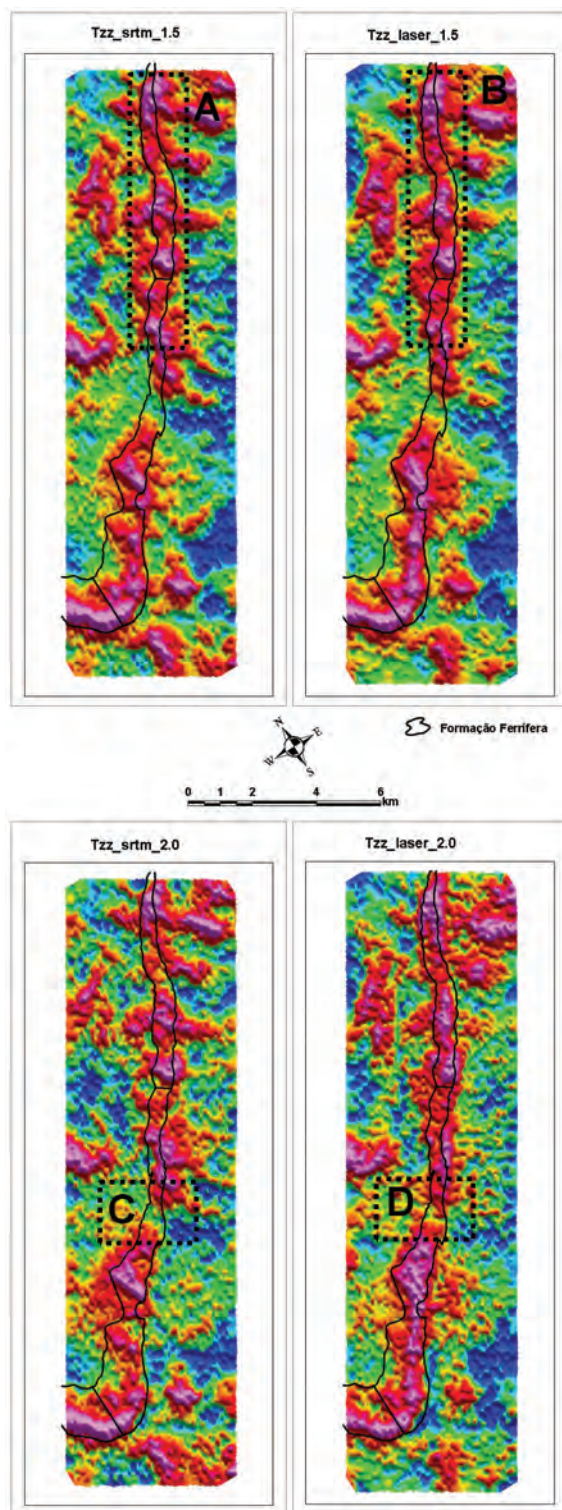 Tzz_srtm_1.5
Tzz_laser_1.5
A
B
N
E
W
S
Formação Ferrífera
0 1 2 4 6
km
Tzz_srtm_2.0
Tzz_laser_2.0
C
D